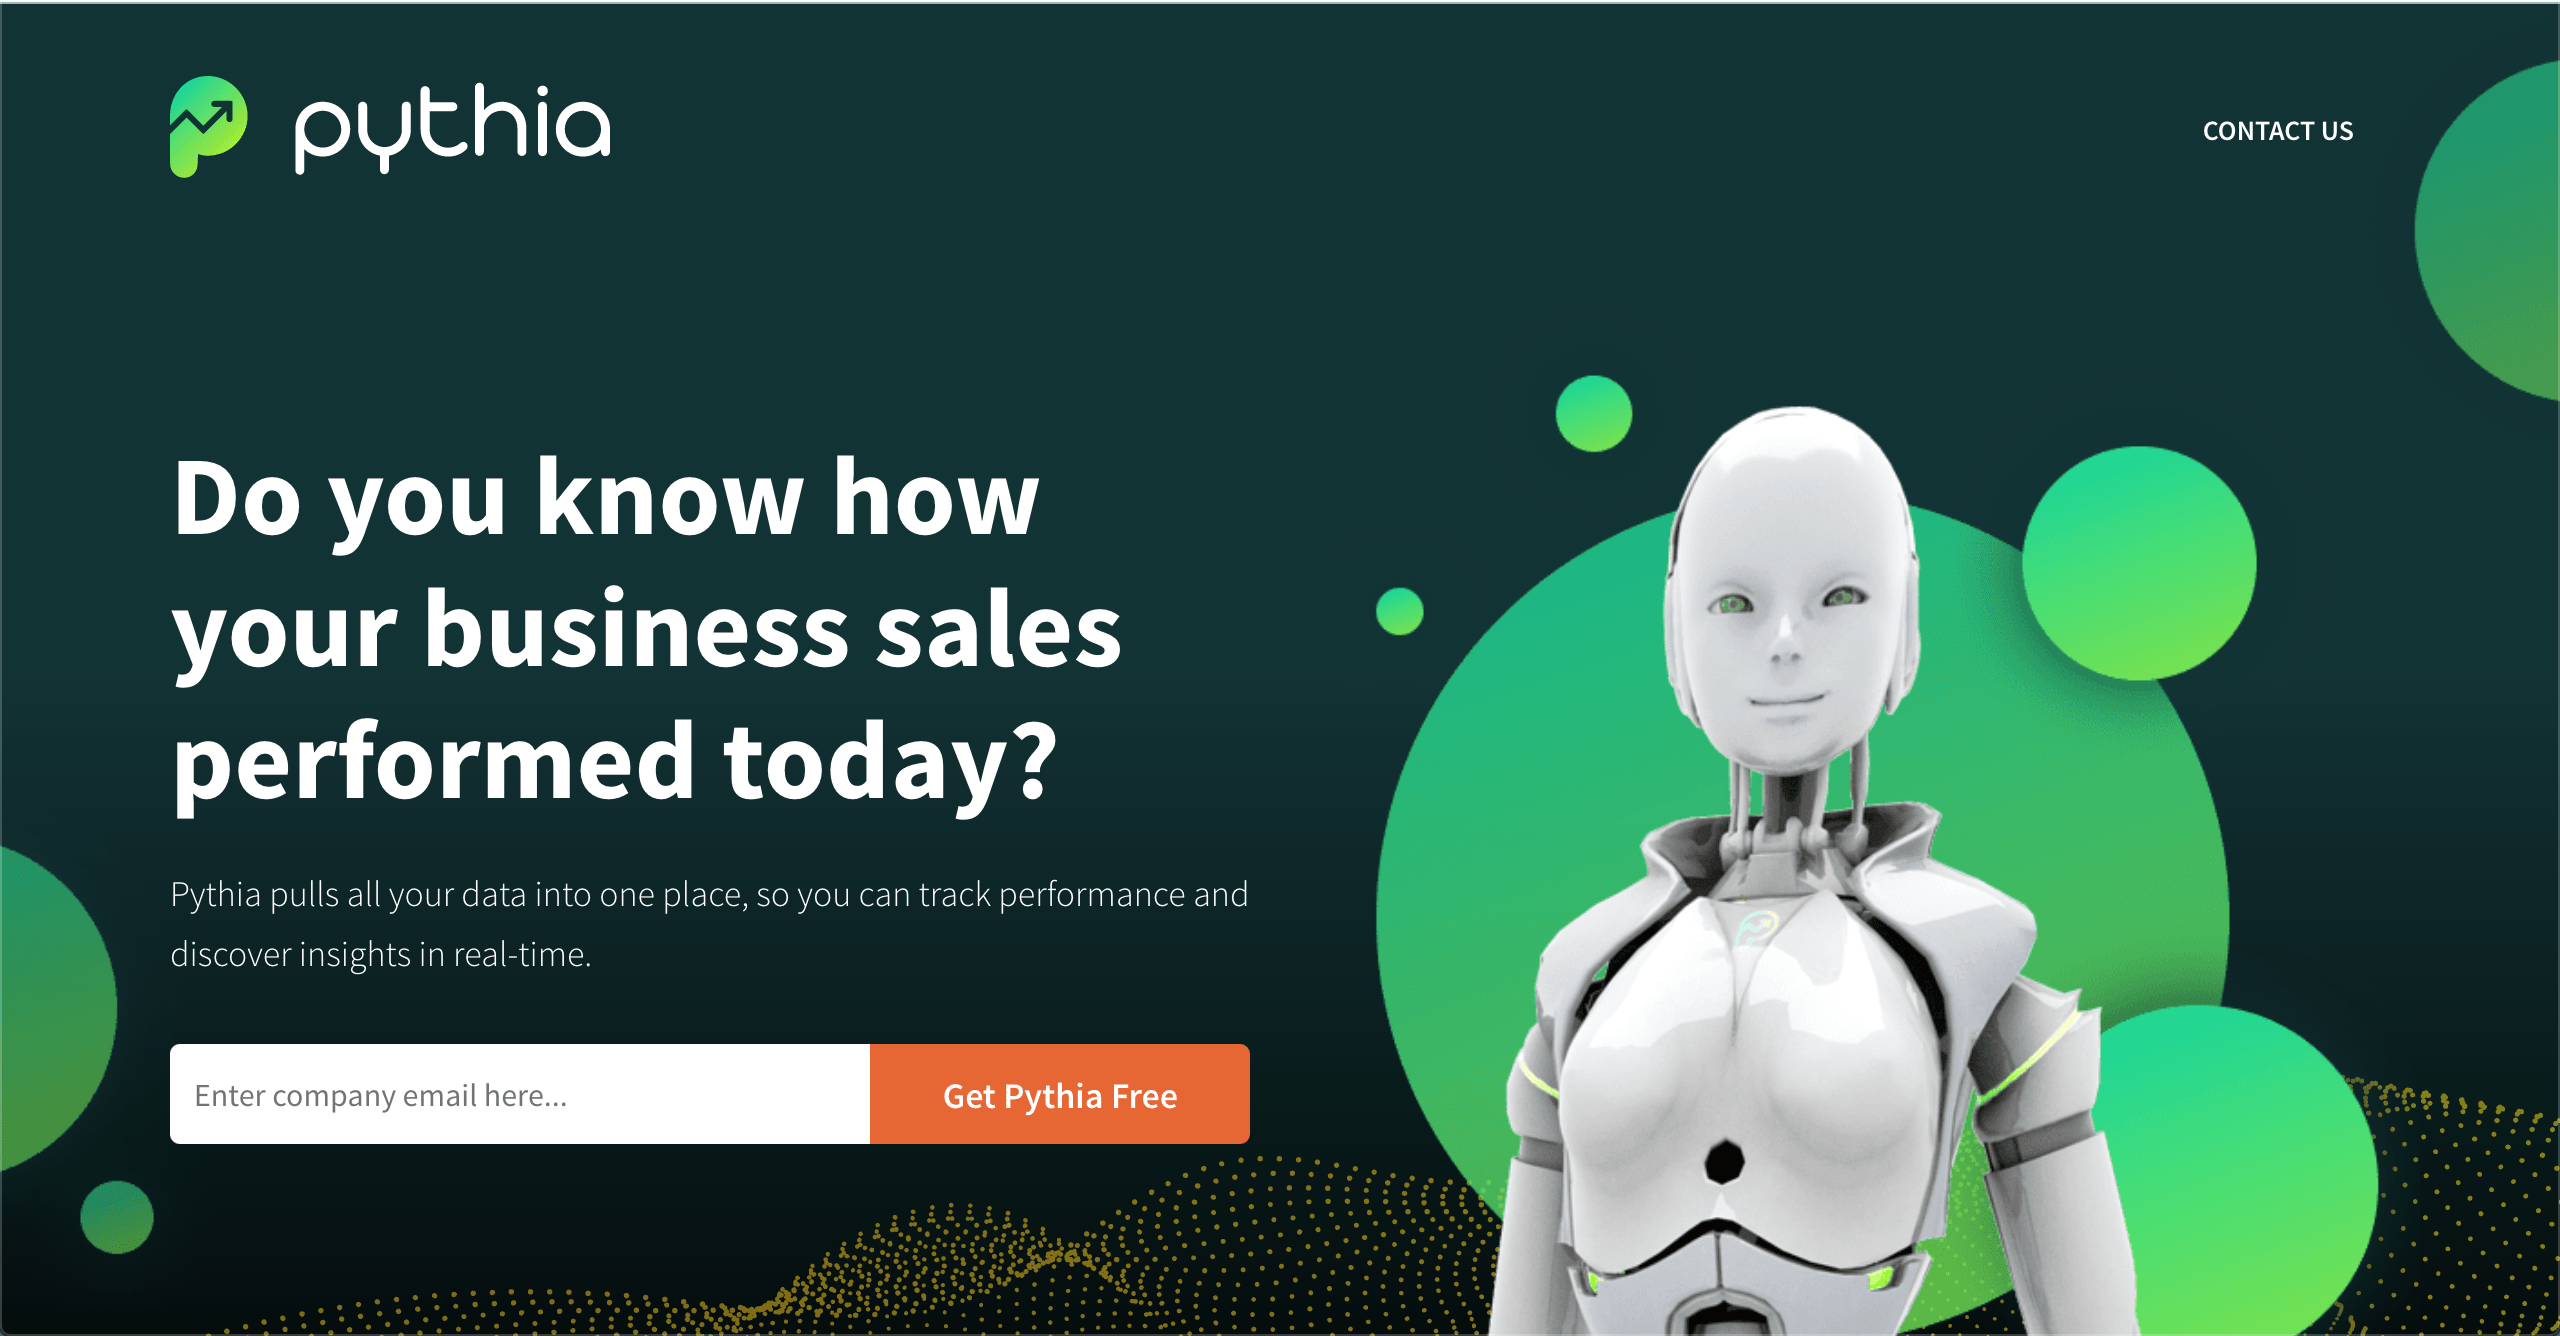 pythia
CONTACT US
Do you know how
your business sales
performed today?
Pythia pulls all your data into one place, so you can track performance and
discover insights in real-time.
Enter company email here...
Get Pythia Free